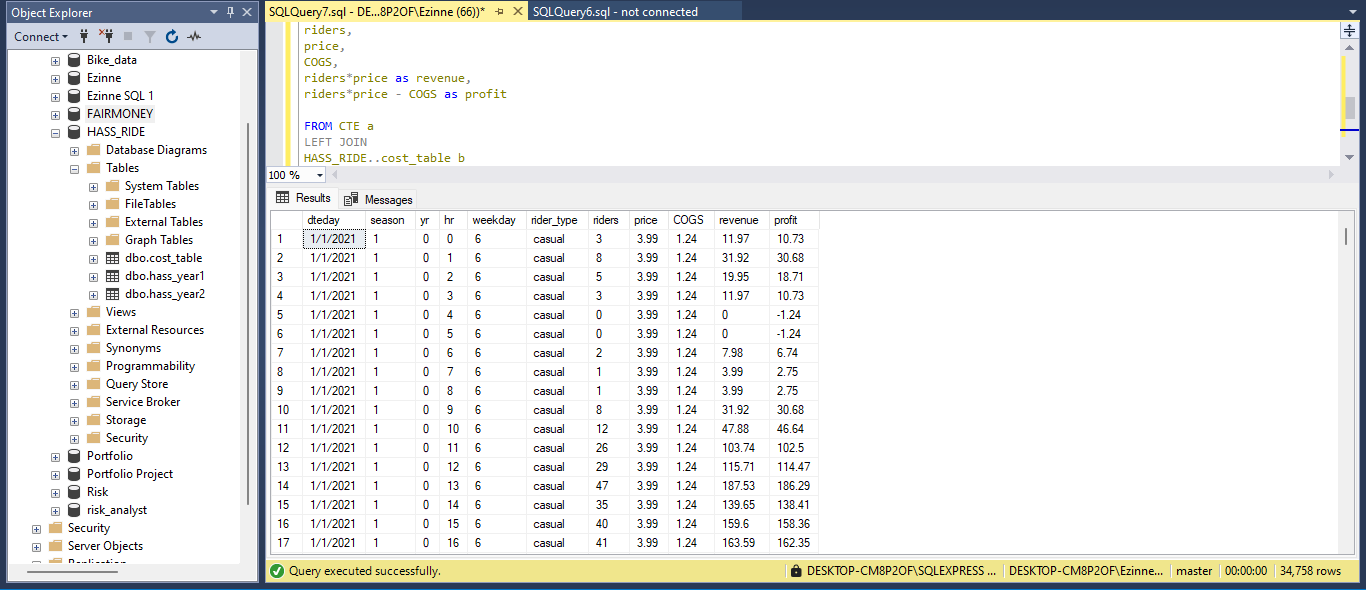 Object Explorer
Connect
Bike_data
Ezinne
Ezinne SQL 1
FAIRMONEY
HASS_RIDE
Database Diagrams
Tables
System Tables
FileTables
External Tables
Graph Tables
dbo.cost_table
dbo.hass_year1
dbo.hass_year2
Views
External Resources
Synonyms
Programmability
Query Store
Service Broker
Storage
Security
Portfolio
Portfolio Project
Risk
risk_analyst
Security
Server Objects
Replication
SQLQuery7.sql - DE...8P2OF\Ezinne (66))* SQLQuery6.sql - not connected
riders,
price,
COGS,
riders*price as revenue,
riders*price - COGS as profit
FROM CTE a
LEFT JOIN
HASS_RIDE..cost_table b
100 %
Results Messages
dteday season yr hr weekday rider_type riders price COGS revenue profit
1 1/1/2021 1 0 0 6 casual 3 3.99 1.24 11.97 10.73
2 1/1/2021 1 0 1 6 casual 8 3.99 1.24 31.92 30.68
3 1/1/2021 1 0 2 6 casual 5 3.99 1.24 19.95 18.71
4 1/1/2021 1 0 3 6 casual 3 3.99 1.24 11.97 10.73
5 1/1/2021 1 0 4 6 casual 0 3.99 1.24 0 -1.24
6 1/1/2021 1 0 5 6 casual 0 3.99 1.24 0 -1.24
7 1/1/2021 1 0 6 6 casual 2 3.99 1.24 7.98 6.74
8 1/1/2021 1 0 7 6 casual 1 3.99 1.24 3.99 2.75
9 1/1/2021 1 0 8 6 casual 1 3.99 1.24 3.99 2.75
10 1/1/2021 1 0 9 6 casual 8 3.99 1.24 31.92 30.68
11 1/1/2021 1 0 10 6 casual 12 3.99 1.24 47.88 46.64
12 1/1/2021 1 0 11 6 casual 26 3.99 1.24 103.74 102.5
13 1/1/2021 1 0 12 6 casual 29 3.99 1.24 115.71 114.47
14 1/1/2021 1 0 13 6 casual 47 3.99 1.24 187.53 186.29
15 1/1/2021 1 0 14 6 casual 35 3.99 1.24 139.65 138.41
16 1/1/2021 1 0 15 6 casual 40 3.99 1.24 159.6 158.36
17 1/1/2021 1 0 16 6 casual 41 3.99 1.24 163.59 162.35
Query executed successfully. DESKTOP-CM8P2OF\SQLEXPRESS ... DESKTOP-CM8P2OF\Ezinne... master 00:00:00 34,758 rows